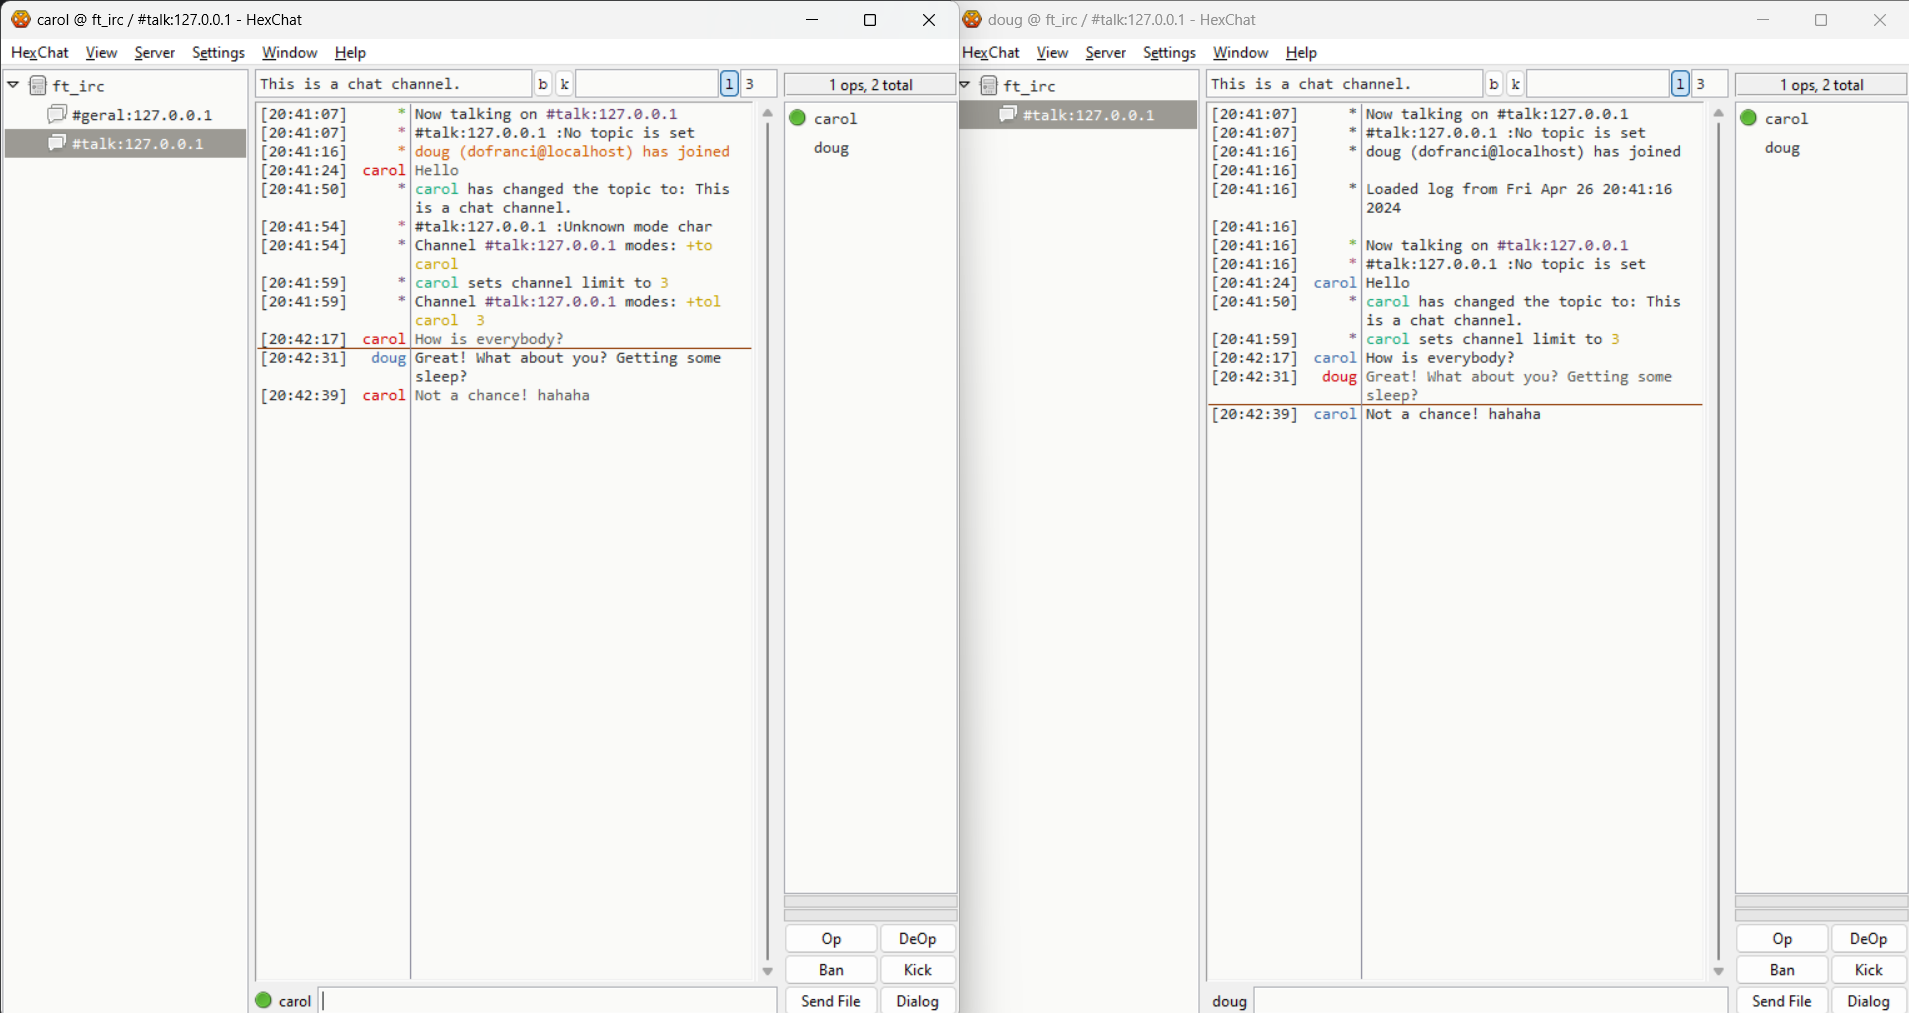 carol @ ft_irc / #talk:127.0.0.1 - HexChat
HexChat View Server Settings Window Help
ft_irc
#geral:127.0.0.1
#talk:127.0.0.1
This is a chat channel. b k l 3
[20:41:07] * Now talking on #talk:127.0.0.1
[20:41:07] * #talk:127.0.0.1 :No topic is set
[20:41:16] * doug (dofranci@localhost) has joined
[20:41:24] carol Hello
[20:41:50] * carol has changed the topic to: This
is a chat channel.
[20:41:54] * #talk:127.0.0.1 :Unknown mode char
[20:41:54] * Channel #talk:127.0.0.1 modes: +to
carol
[20:41:59] * carol sets channel limit to 3
[20:41:59] * Channel #talk:127.0.0.1 modes: +tol
carol  3
[20:42:17] carol How is everybody?
[20:42:31] doug Great! What about you? Getting some
sleep?
[20:42:39] carol Not a chance! hahaha
1 ops, 2 total
carol
doug
Op DeOp
Ban Kick
Send File Dialog
carol
doug @ ft_irc / #talk:127.0.0.1 - HexChat
HexChat View Server Settings Window Help
ft_irc
#talk:127.0.0.1
This is a chat channel. b k l 3
[20:41:07] * Now talking on #talk:127.0.0.1
[20:41:07] * #talk:127.0.0.1 :No topic is set
[20:41:16] * doug (dofranci@localhost) has joined
[20:41:16]
[20:41:16] * Loaded log from Fri Apr 26 20:41:16
2024
[20:41:16]
[20:41:16] * Now talking on #talk:127.0.0.1
[20:41:16] * #talk:127.0.0.1 :No topic is set
[20:41:24] carol Hello
[20:41:50] * carol has changed the topic to: This
is a chat channel.
[20:41:59] * carol sets channel limit to 3
[20:42:17] carol How is everybody?
[20:42:31] doug Great! What about you? Getting some
sleep?
[20:42:39] carol Not a chance! hahaha
1 ops, 2 total
carol
doug
Op DeOp
Ban Kick
Send File Dialog
doug